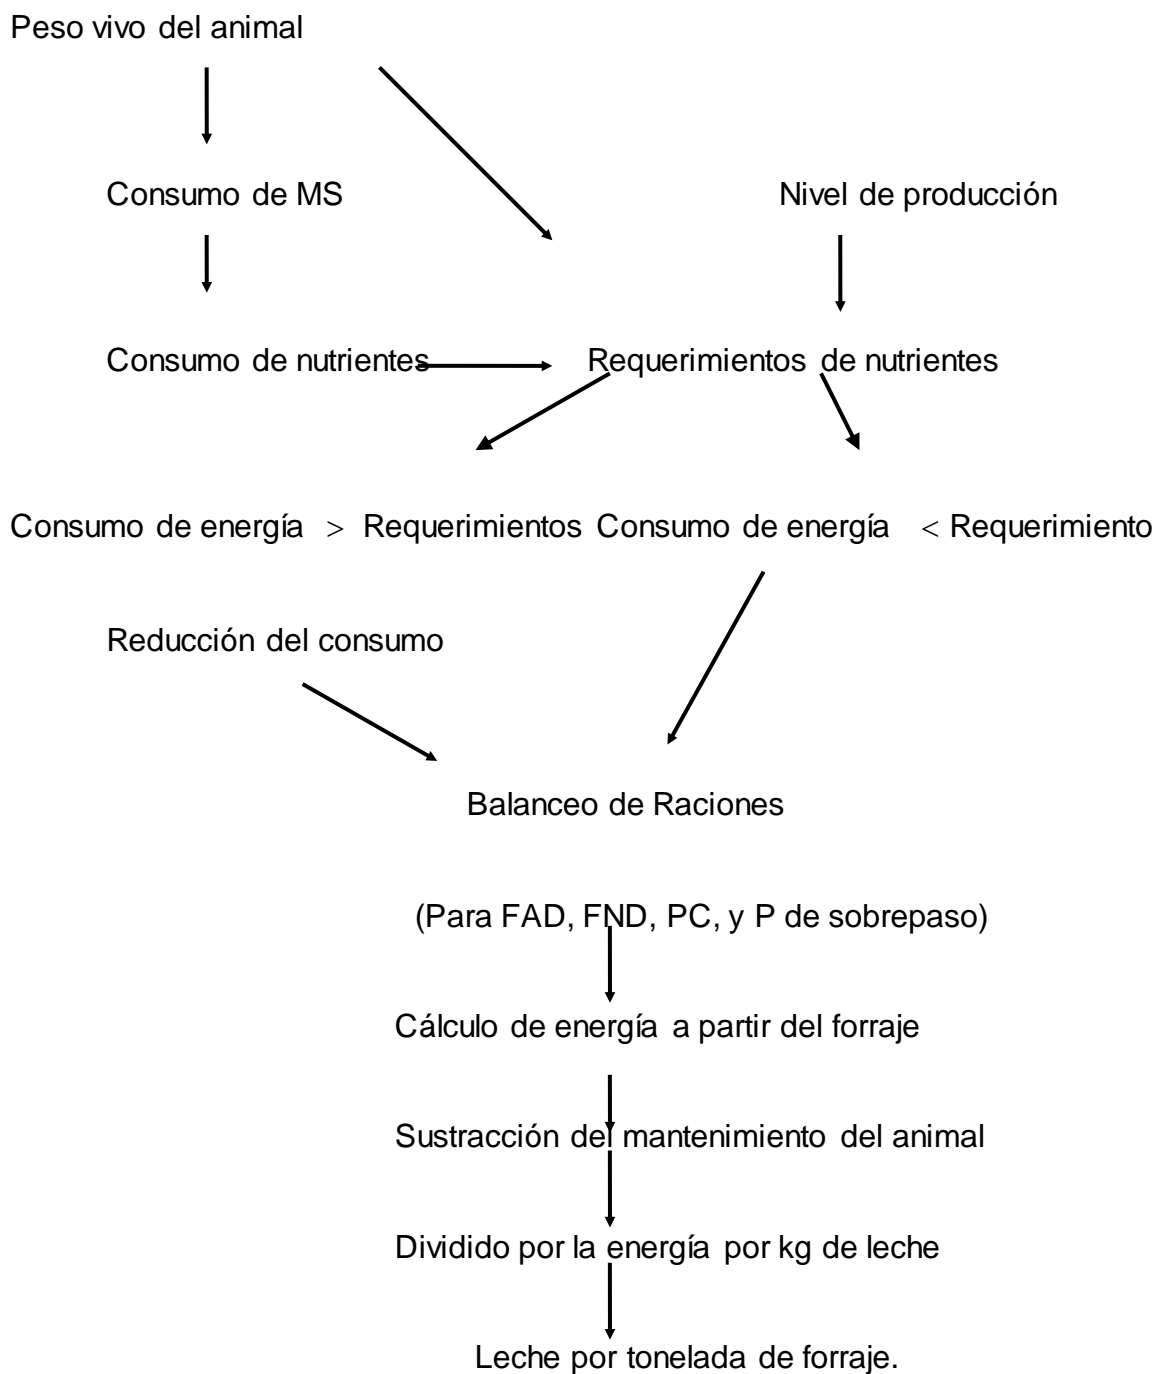 Peso vivo del animal
Consumo de MS Nivel de producción
Consumo de nutrientes Requerimientos de nutrientes
Consumo de energía > Requerimientos Consumo de energía < Requerimiento
Reducción del consumo
Balanceo de Raciones
(Para FAD, FND, PC, y P de sobrepaso)
Cálculo de energía a partir del forraje
Sustracción del mantenimiento del animal
Dividido por la energía por kg de leche
Leche por tonelada de forraje.